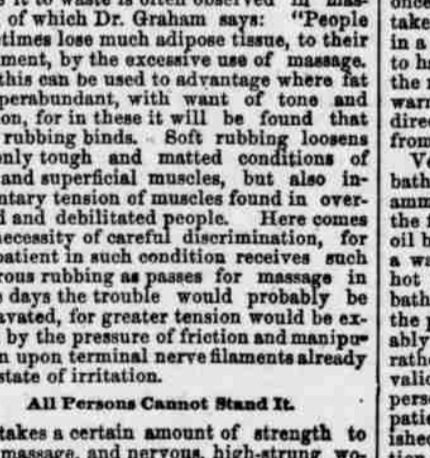 it to waste is often observed in mas-
of which Dr. Graham says: "People
times lose much adipose tissue, to their
ment, by the excessive use of massage.
this can be used to advantage where fat
perabundant, with want of tone and
on, for in these it will be found that
rubbing binds. Soft rubbing loosens
only tough and matted conditions of
and superficial muscles, but also in-
ntary tension of muscles found in over-
d and debilitated people. Here comes
necessity of careful discrimination, for
patient in such condition receives such
rous rubbing as passes for massage in
e days the trouble would probably be
avated, for greater tension would be ex-
by the pressure of friction and manipu-
n upon terminal nerve filaments already
state of irritation.
All Persons Cannot Stand It.
takes a certain amount of strength to
massage, and nervous, high-strung wo-
once
take
in a
to ha
the r
warn
direc
from
Ve
bath
amm
the f
oil b
a wa
hot
bath
the p
ably
rathe
valid
perso
patie
ished
tion